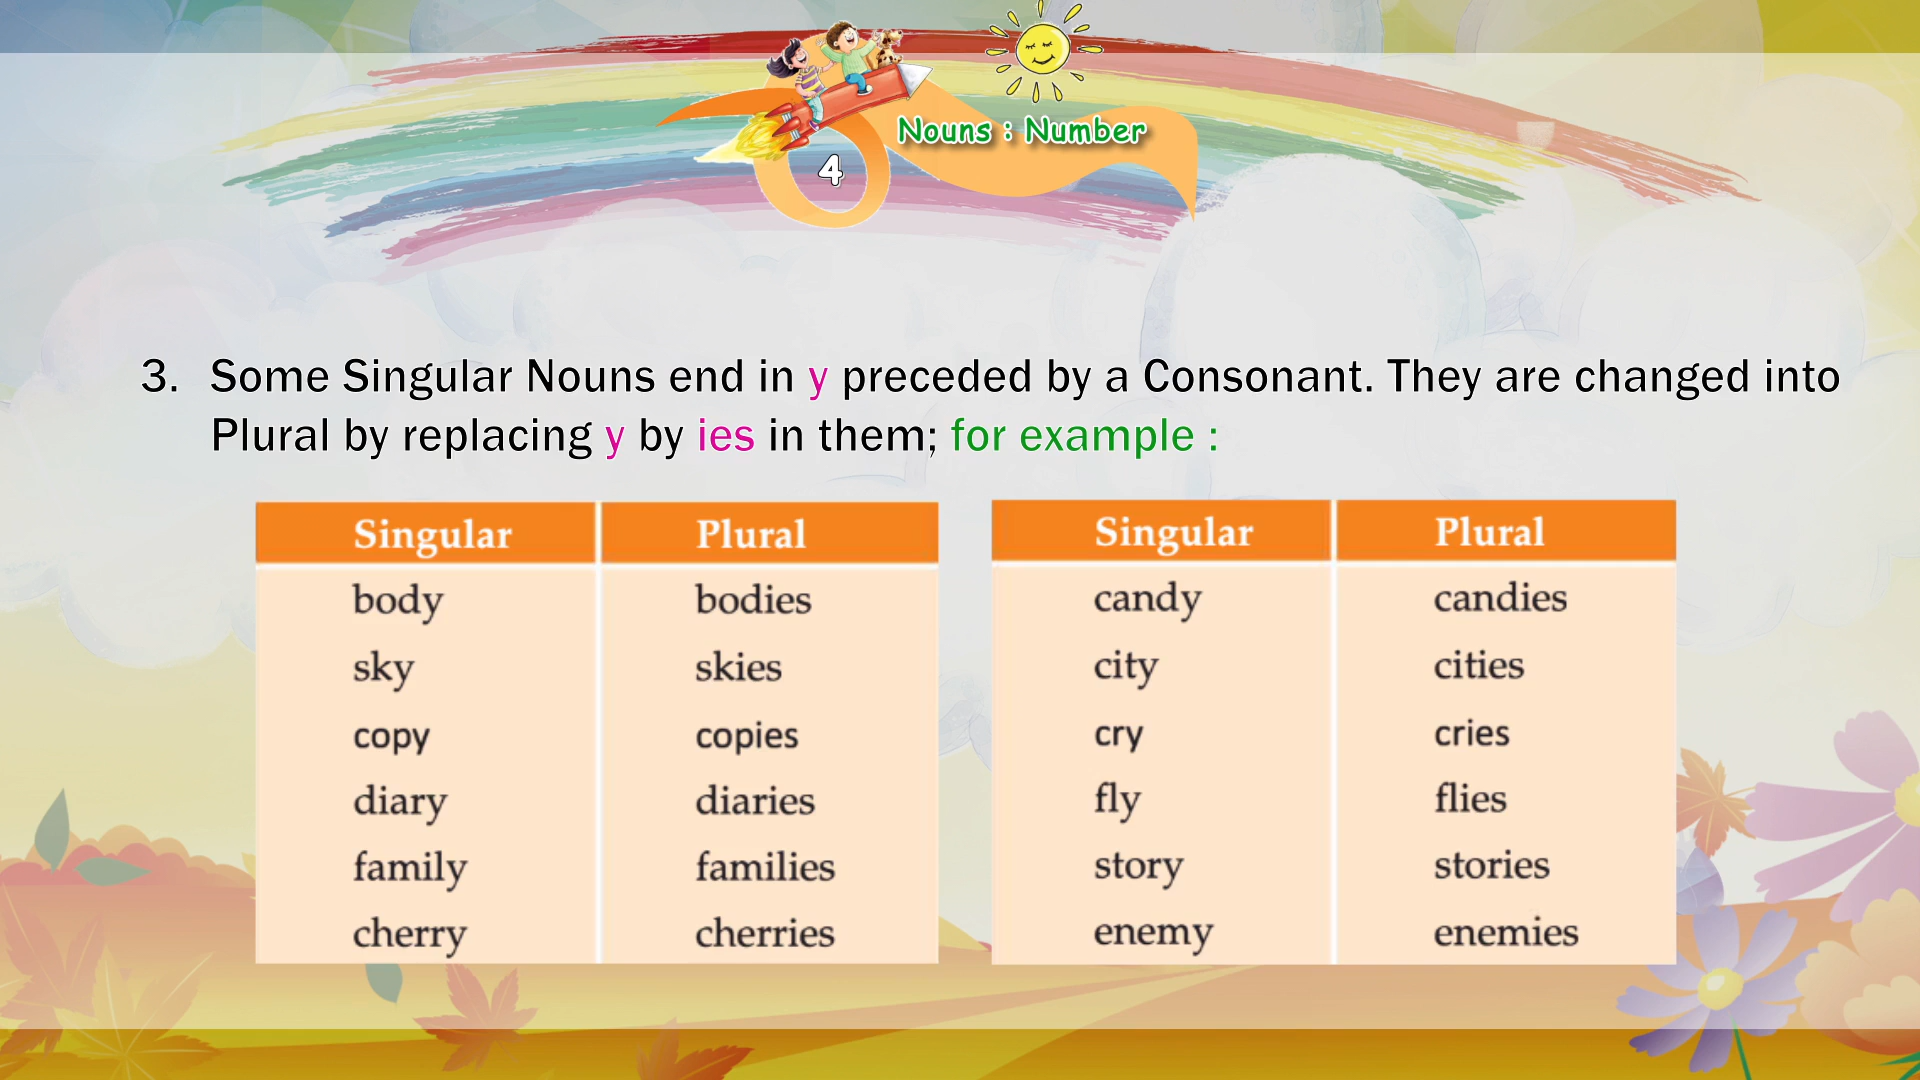 Nouns : Number
4
3. Some Singular Nouns end in y preceded by a Consonant. They are changed into
Plural by replacing y by ies in them; for example :
Singular Plural
body bodies
sky skies
copy copies
diary diaries
family families
cherry cherries
Singular Plural
candy candies
city cities
cry cries
fly flies
story stories
enemy enemies